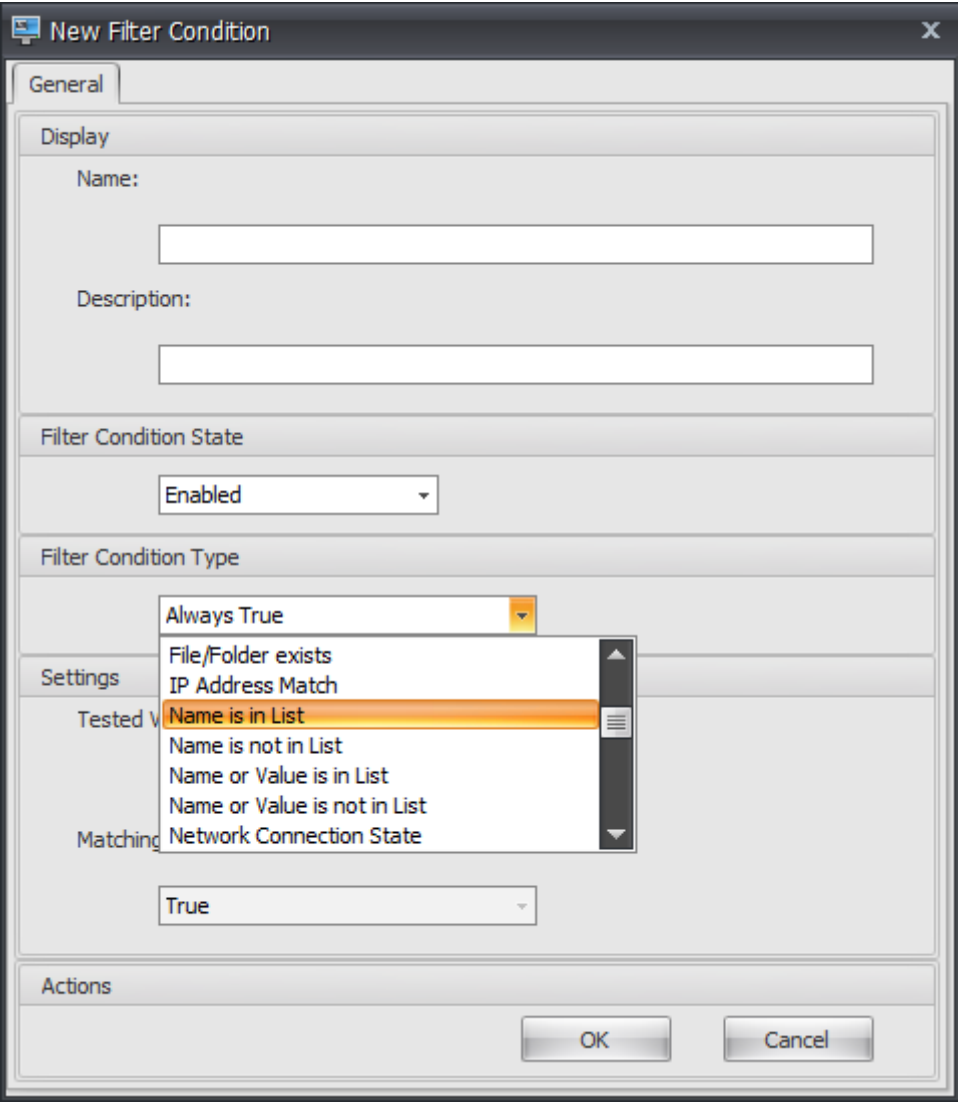 New Filter Condition
General
Display
Name:
Description:
Filter Condition State
Enabled
Filter Condition Type
Always True
File/Folder exists
IP Address Match
Settings
Name is in List
Tested
Name is not in List
Name or Value is in List
Name or Value is not in List
Network Connection State
Matching
True
Actions
OK Cancel